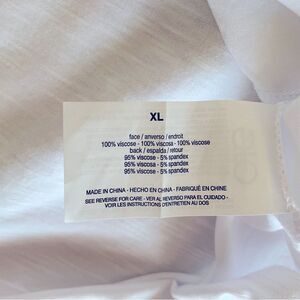 XL
face / anverso / endroit
100% viscose - 100% viscosa - 100% viscose
back / espalda / retour
95% viscose - 5% spandex
95% viscosa - 5% spandex
95% viscose - 5% spandex
MADE IN CHINA - HECHO EN CHINA - FABRIQUÉ EN CHINE
SEE REVERSE FOR CARE - VER AL REVERSO PARA EL CUIDADO -
VOIR LES INSTRUCTIONS D'ENTRETIEN AU DOS